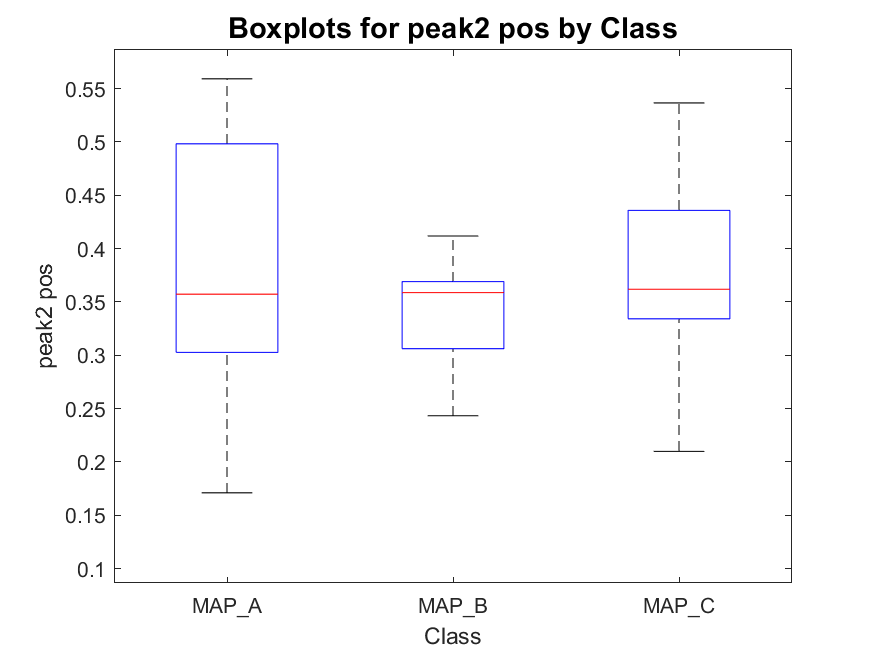 Boxplots for peak2 pos by Class
0.55
0.5
0.45
0.4
0.35
0.3
0.25
0.2
0.15
0.1
peak2 pos
MAP_A MAP_B MAP_C
Class